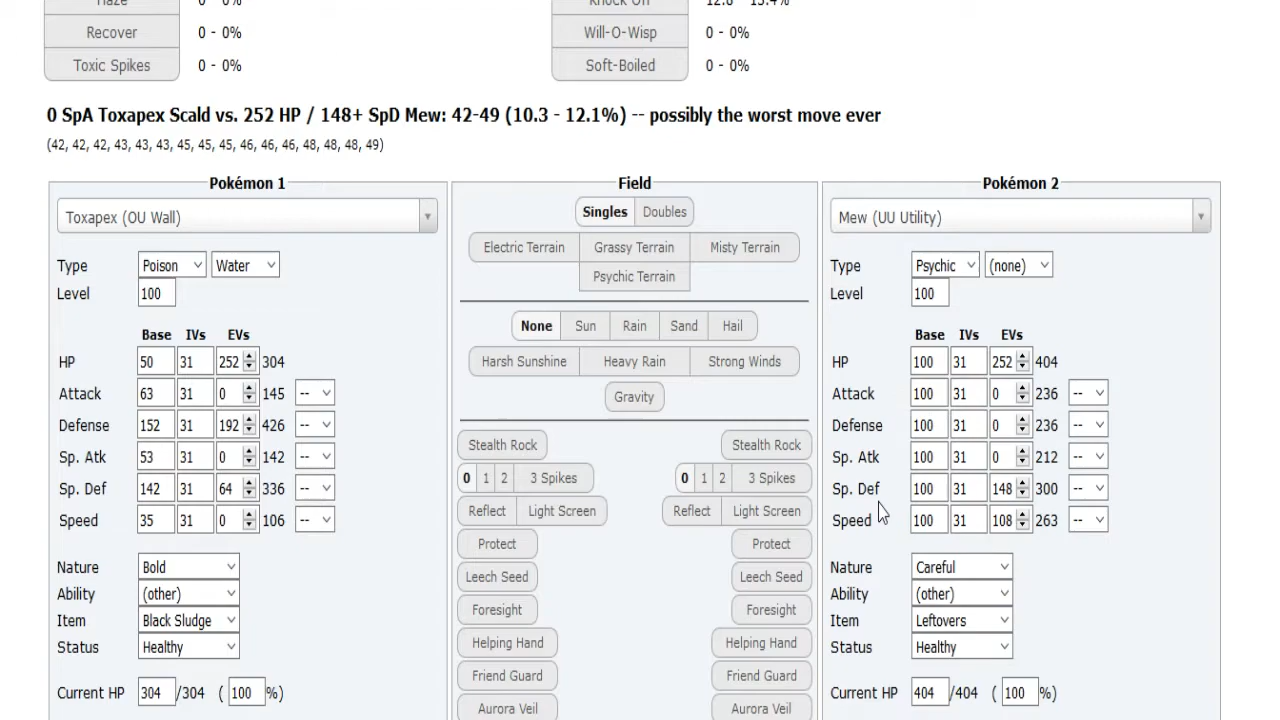 Haze 0 - 0% Knock Off 12.8 - 15.4%
Recover 0 - 0% Will-O-Wisp 0 - 0%
Toxic Spikes 0 - 0% Soft-Boiled 0 - 0%
0 SpA Toxapex Scald vs. 252 HP / 148+ SpD Mew: 42-49 (10.3 - 12.1%) -- possibly the worst move ever
(42, 42, 42, 43, 43, 43, 45, 45, 45, 46, 46, 46, 48, 48, 48, 49)
Pokémon 1
Toxapex (OU Wall)
Type Poison Water
Level 100
Base IVs EVs
HP 50 31 252 304
Attack 63 31 0 145 --
Defense 152 31 192 426 --
Sp. Atk 53 31 0 142 --
Sp. Def 142 31 64 336 --
Speed 35 31 0 106 --
Nature Bold
Ability (other)
Item Black Sludge
Status Healthy
Current HP 304 /304 ( 100 %)
Field
Singles Doubles
Electric Terrain Grassy Terrain Misty Terrain
Psychic Terrain
None Sun Rain Sand Hail
Harsh Sunshine Heavy Rain Strong Winds
Gravity
Stealth Rock Stealth Rock
0 1 2 3 Spikes 0 1 2 3 Spikes
Reflect Light Screen Reflect Light Screen
Protect Protect
Leech Seed Leech Seed
Foresight Foresight
Helping Hand Helping Hand
Friend Guard Friend Guard
Aurora Veil Aurora Veil
Pokémon 2
Mew (UU Utility)
Type Psychic (none)
Level 100
Base IVs EVs
HP 100 31 252 404
Attack 100 31 0 236 --
Defense 100 31 0 236 --
Sp. Atk 100 31 0 212 --
Sp. Def 100 31 148 300 --
Speed 100 31 108 263 --
Nature Careful
Ability (other)
Item Leftovers
Status Healthy
Current HP 404 /404 ( 100 %)